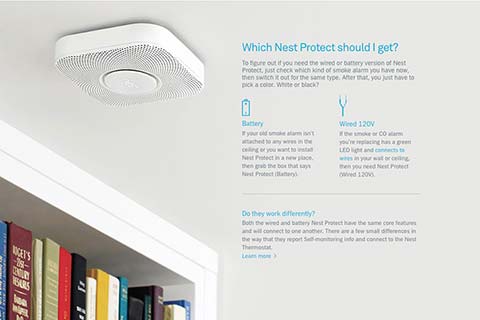 Which Nest Protect should I get?
To figure out if you need the wired or battery version of Nest
Protect, just check which kind of smoke alarm you have now,
then switch it out for the same type. After that, you just have to
pick a color. White or black?
Battery
If your old smoke alarm isn't
attached to any wires in the
ceiling or you want to install
Nest Protect in a new place,
then grab the box that says
Nest Protect (Battery).
Wired 120V
If the smoke or CO alarm
you're replacing has a green
LED light and connects to
wires in your wall or ceiling,
then you need Nest Protect
(Wired 120V).
Do they work differently?
Both the wired and battery Nest Protect have the same core features
and will connect to one another. There are a few small differences in
the way that they report Self-monitoring info and connect to the Nest
Thermostat.
Learn more >
ROGET'S
21ST
CENTURY
THESAURUS